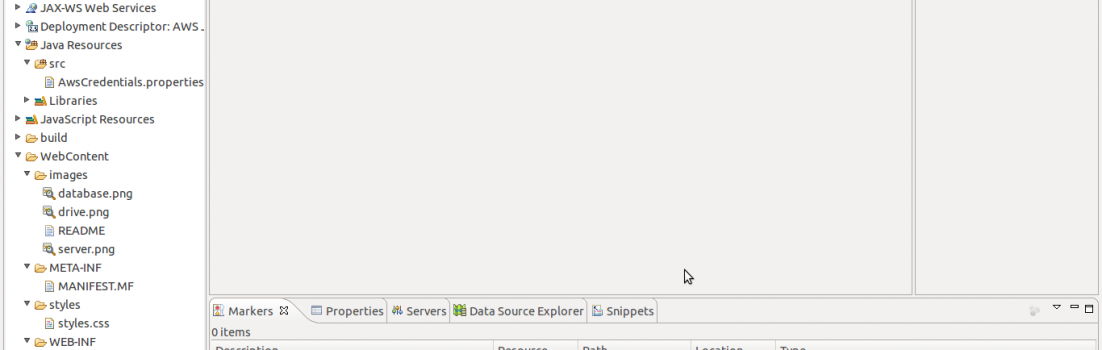 JAX-WS Web Services
Deployment Descriptor: AWS
Java Resources
src
AwsCredentials.properties
Libraries
JavaScript Resources
build
WebContent
images
database.png
drive.png
README
server.png
META-INF
MANIFEST.MF
styles
styles.css
WEB-INF
Markers Properties Servers Data Source Explorer Snippets
0 items
Description Resource Path Location Type